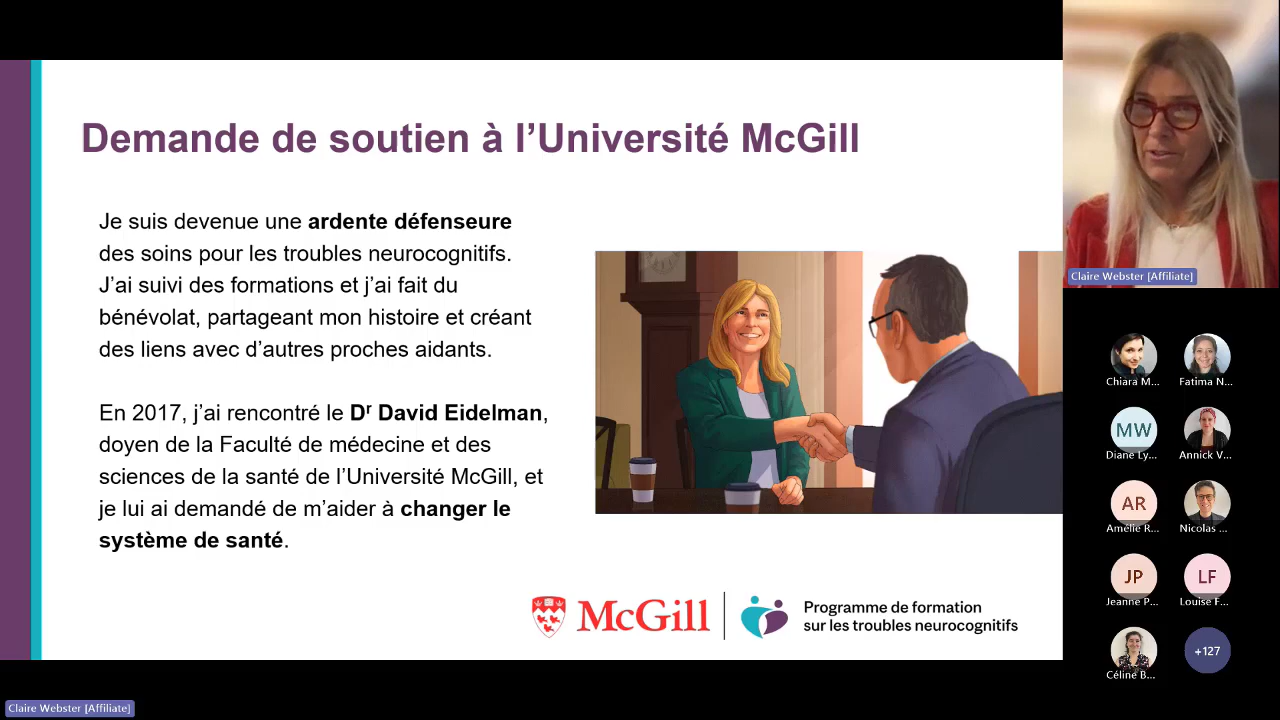 Demande de soutien à l’Université McGill
Je suis devenue une ardente défenseure
des soins pour les troubles neurocognitifs.
J’ai suivi des formations et j’ai fait du
bénévolat, partageant mon histoire et créant
des liens avec d’autres proches aidants.
En 2017, j’ai rencontré le Dʳ David Eidelman,
doyen de la Faculté de médecine et des
sciences de la santé de l’Université McGill, et
je lui ai demandé de m’aider à changer le
système de santé.
McGill
Programme de formation
sur les troubles neurocognitifs
Claire Webster [Affiliate]
Chiara M...
Fatima N...
MW
Diane Ly...
Annick V...
AR
Amélie R...
Nicolas ...
JP
Jeanne P...
LF
Louise F...
Céline B...
+127
Claire Webster [Affiliate]